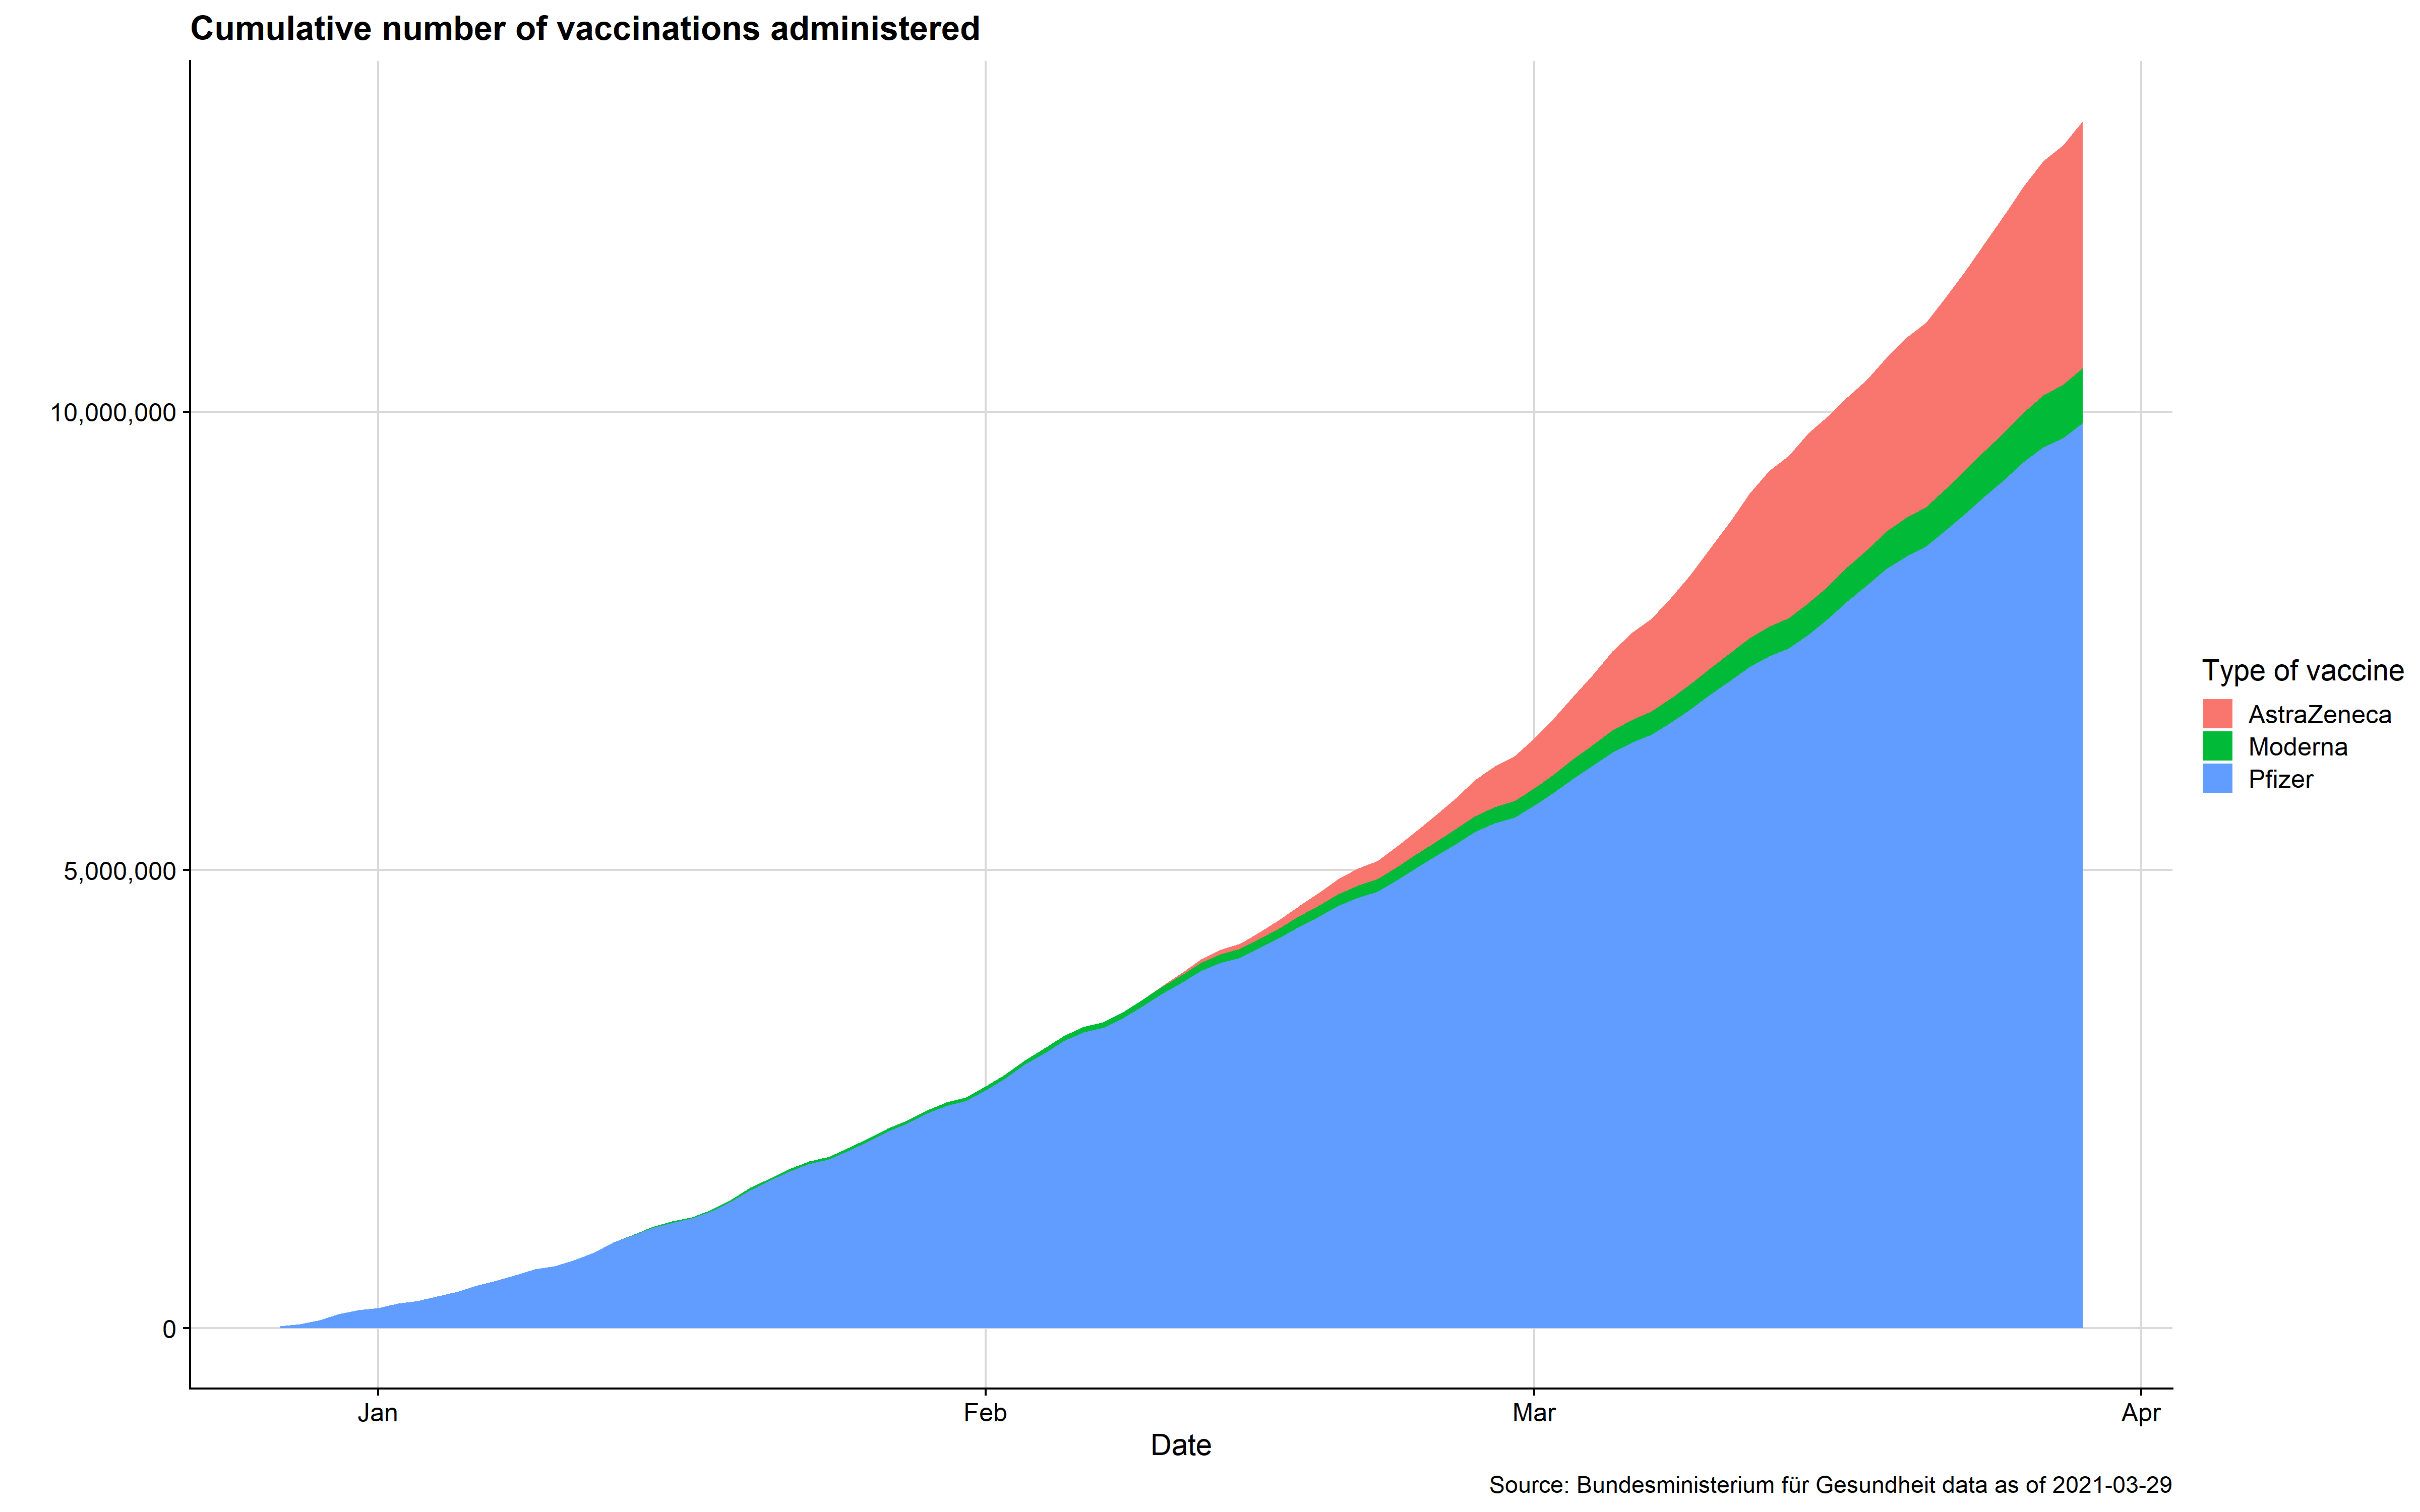 Cumulative number of vaccinations administered
10,000,000
5,000,000
0
Jan
Feb
Mar
Apr
Date
Type of vaccine
AstraZeneca
Moderna
Pfizer
Source: Bundesministerium für Gesundheit data as of 2021-03-29